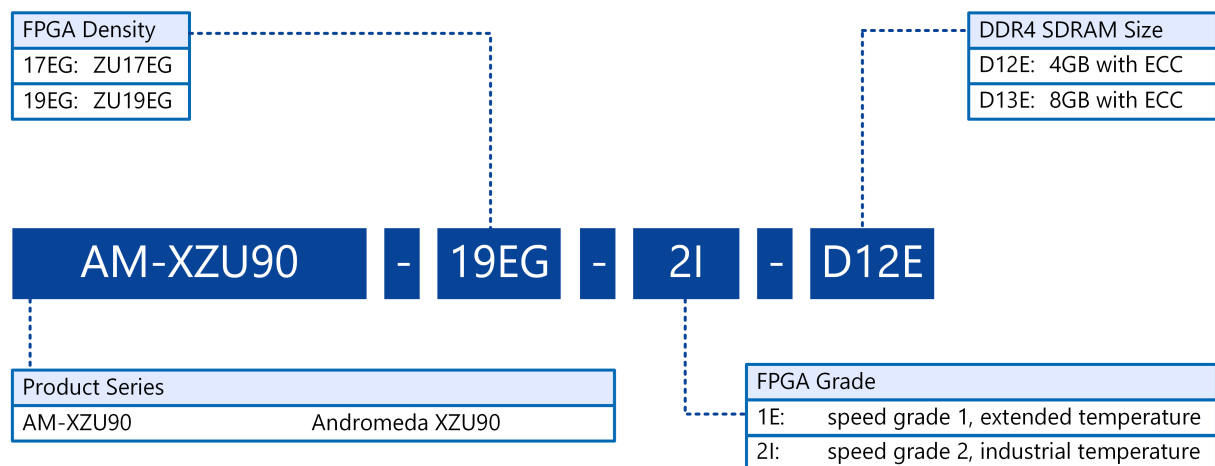 FPGA Density
17EG: ZU17EG
19EG: ZU19EG
DDR4 SDRAM Size
D12E: 4GB with ECC
D13E: 8GB with ECC
AM-XZU90 - 19EG - 2I - D12E
Product Series
AM-XZU90 Andromeda XZU90
FPGA Grade
1E: speed grade 1, extended temperature
2I: speed grade 2, industrial temperature